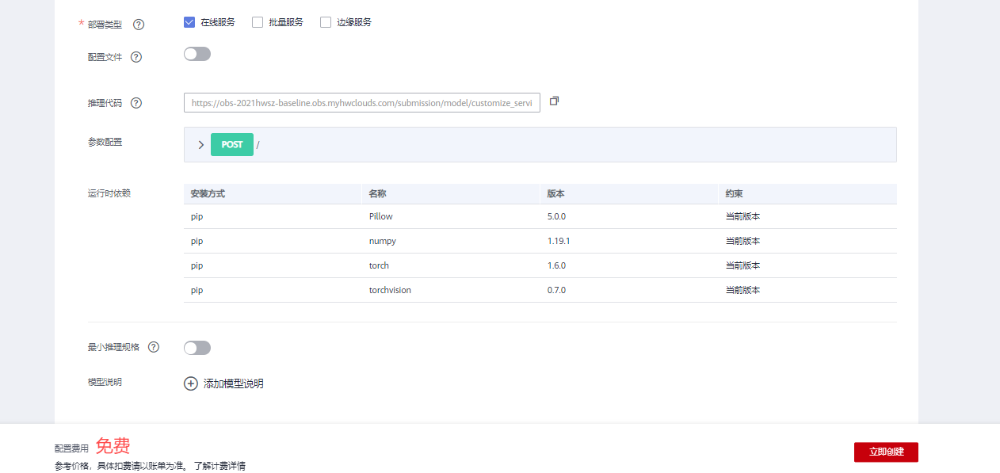 * 部署类型 ? 在线服务 批量服务 边缘服务
配置文件 ?
推理代码 ? https://obs-2021hwsz-baseline.obs.myhwclouds.com/submission/model/customize_servi
参数配置 POST /
运行时依赖 安装方式 名称 版本 约束
pip Pillow 5.0.0 当前版本
pip numpy 1.19.1 当前版本
pip torch 1.6.0 当前版本
pip torchvision 0.7.0 当前版本
最小推理规格 ?
模型说明 添加模型说明
配置费用 免费
参考价格，具体扣费请以账单为准。 了解计费详情
立即创建